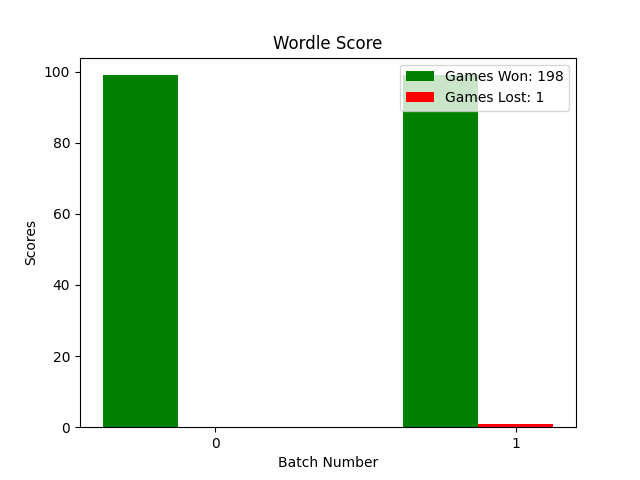 Wordle Score
Games Won: 198
Games Lost: 1
100
80
60
40
20
0
Scores
0 1
Batch Number